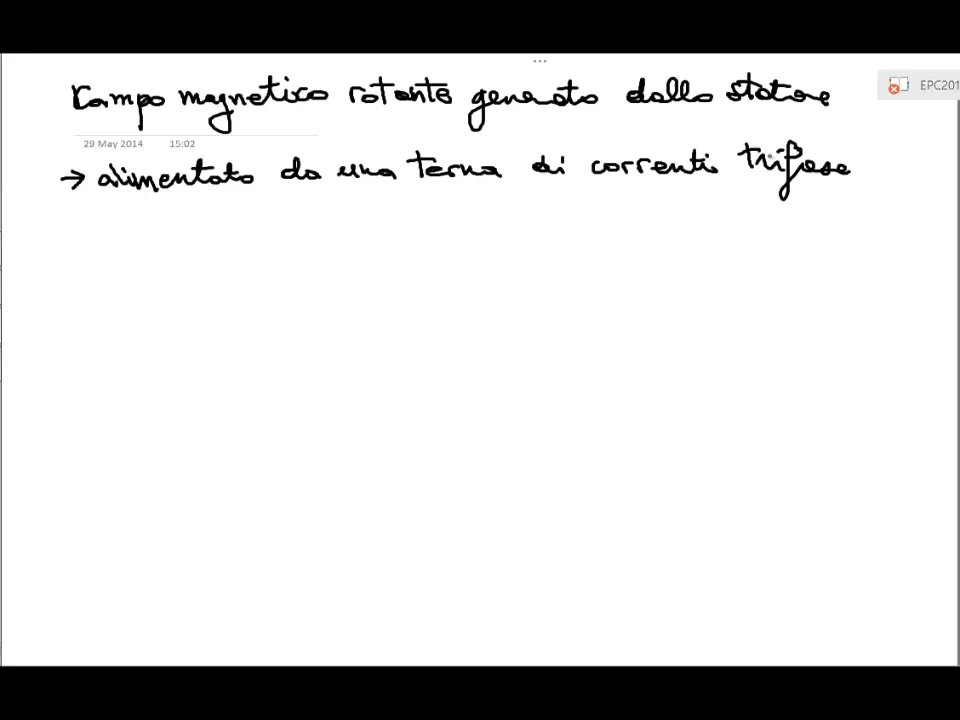 Campo magnetico rotante generato dallo statore
EPC201
29 May 2014 15:02
→ alimentato da una terna di correnti trifase